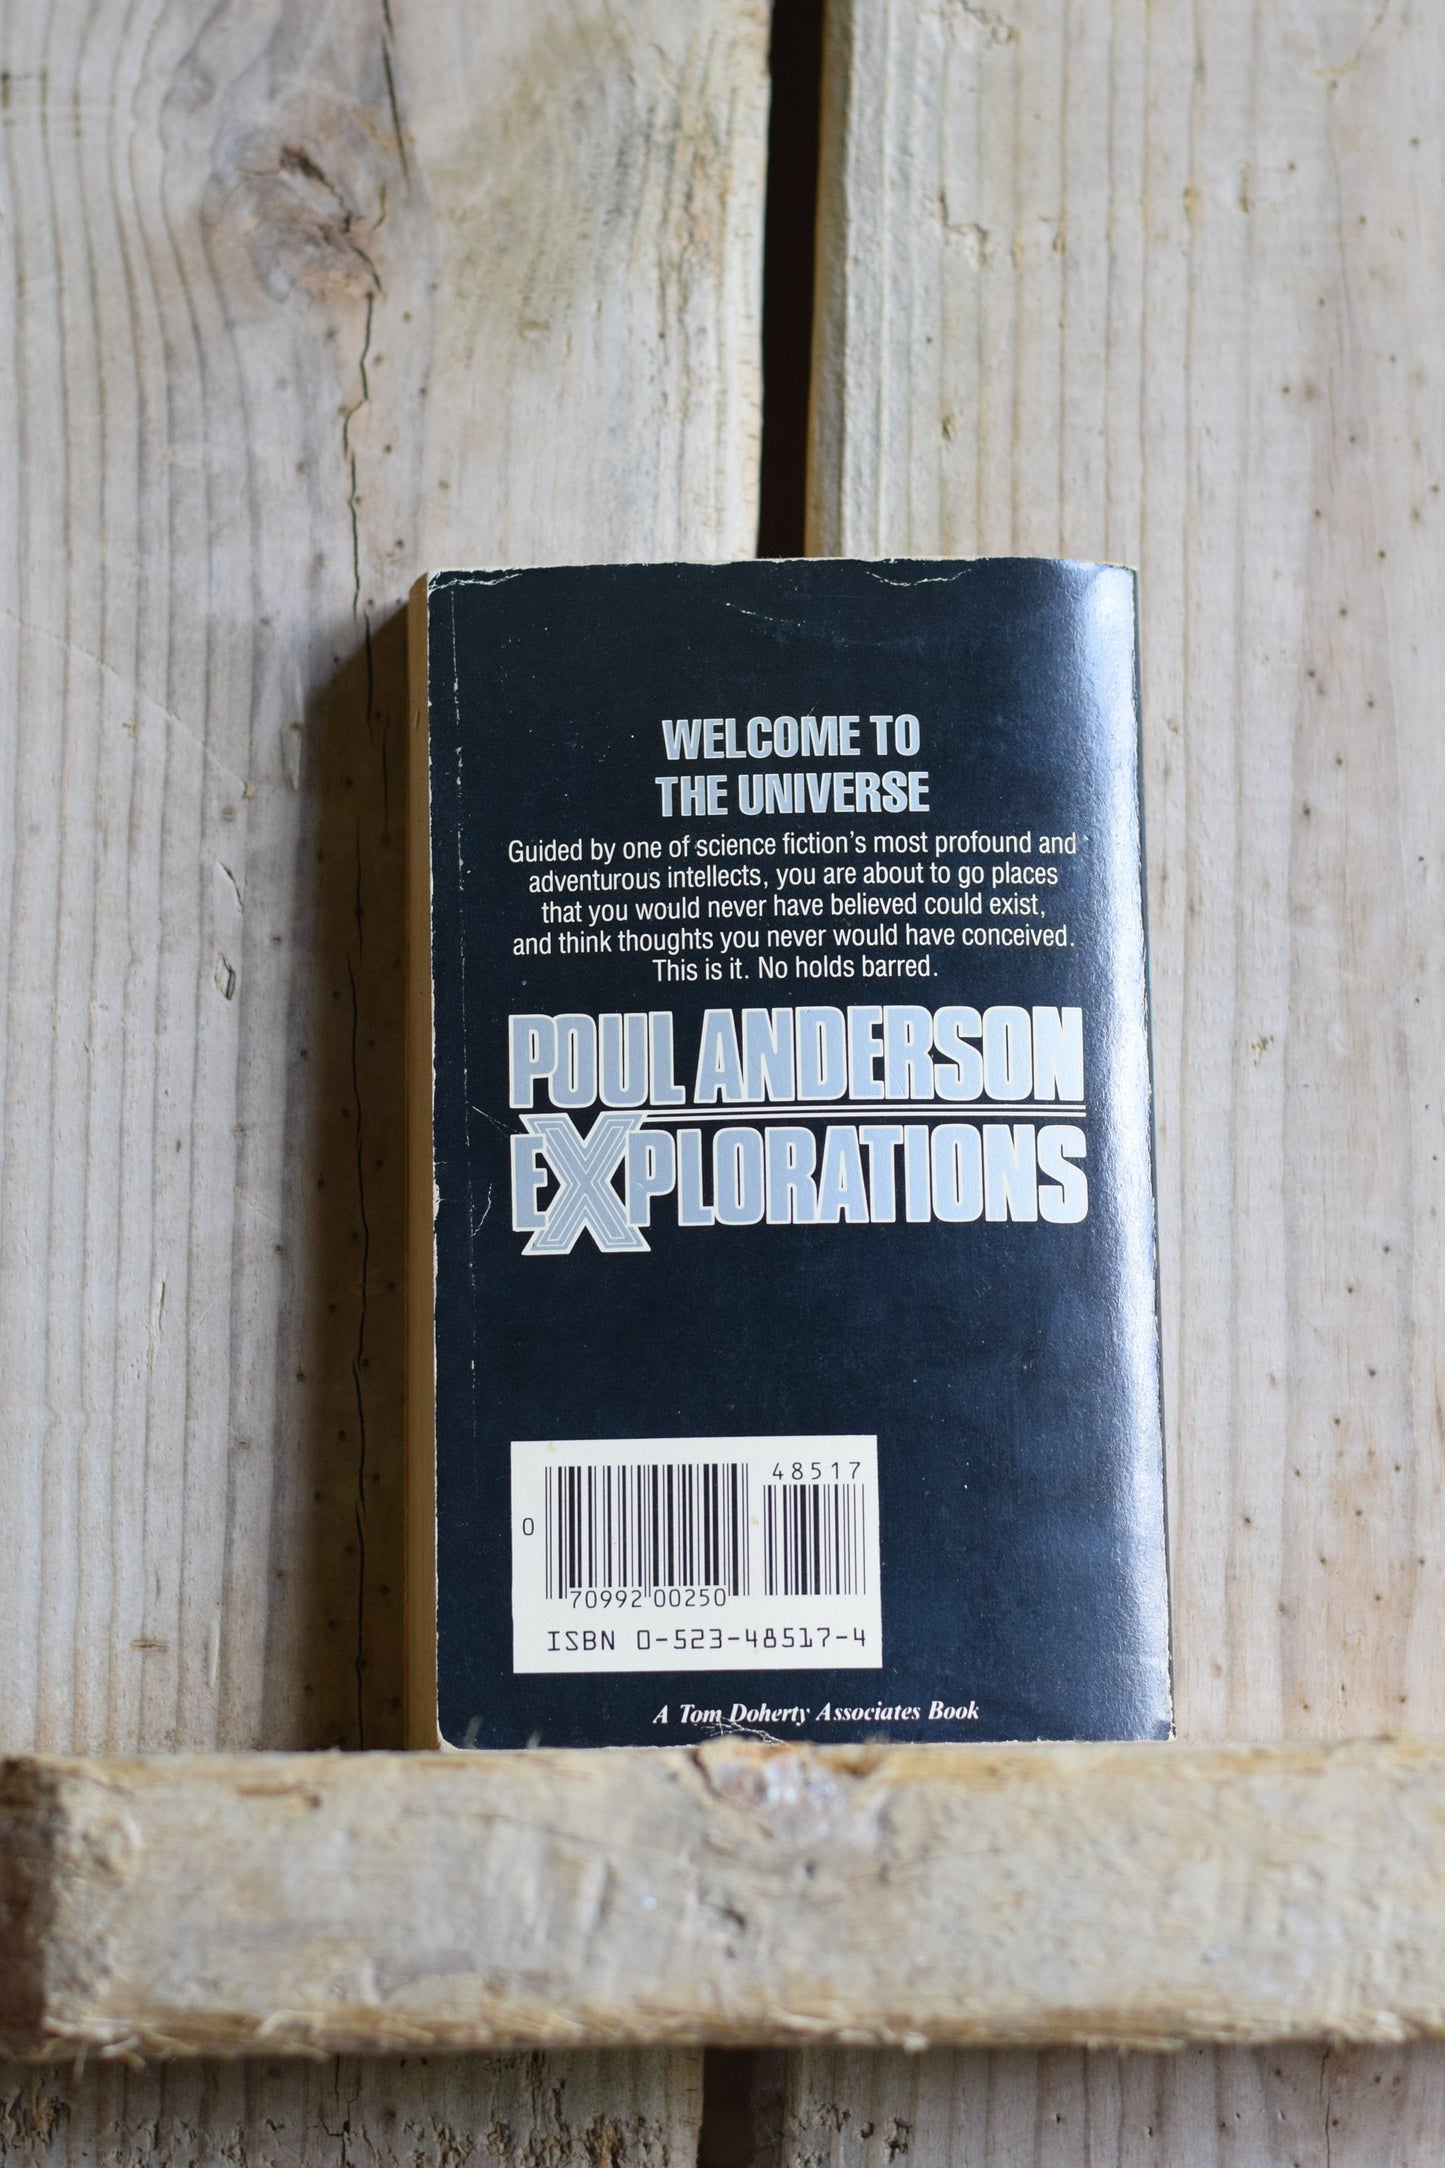 WELCOME TO
THE UNIVERSE
Guided by one of science fiction's most profound and
adventurous intellects, you are about to go places
that you would never have believed could exist,
and think thoughts you never would have conceived.
This is it. No holds barred.
POUL ANDERSON
EXPLORATIONS
48517
0
70992 00250
ISBN 0-523-48517-4
A Tom Doherty Associates Book